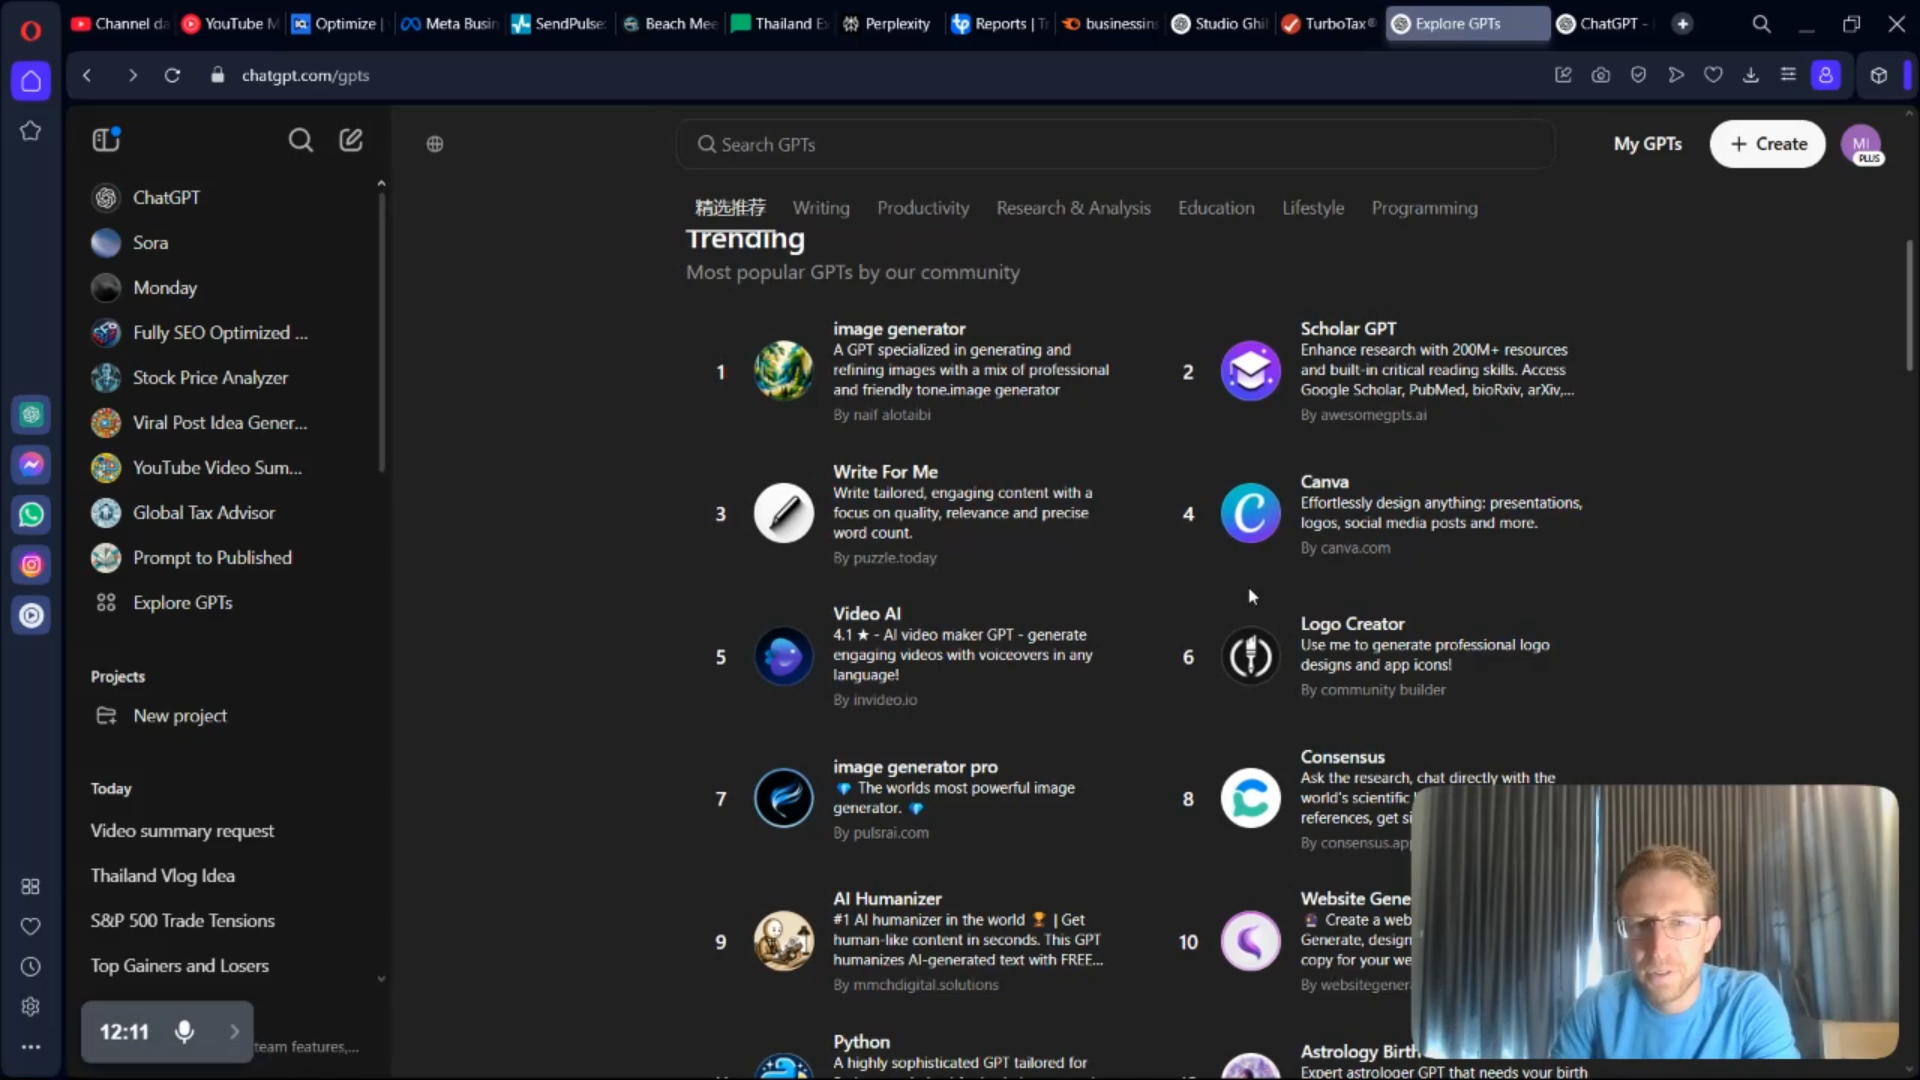 Channel da
YouTube M
Optimize |
Meta Busin
SendPulse:
Beach Mee
Thailand Ex
Perplexity
Reports | Tr
businessin
Studio Ghil
TurboTax®
Explore GPTs
ChatGPT -
chatgpt.com/gpts
Search GPTs
My GPTs
+ Create
MI
PLUS
ChatGPT
Sora
Monday
Fully SEO Optimized ...
Stock Price Analyzer
Viral Post Idea Gener...
YouTube Video Sum...
Global Tax Advisor
Prompt to Published
Explore GPTs
Projects
New project
Today
Video summary request
Thailand Vlog Idea
S&P 500 Trade Tensions
Top Gainers and Losers
12:11
team features,...
精选推荐
Writing
Productivity
Research & Analysis
Education
Lifestyle
Programming
Trending
Most popular GPTs by our community
1
image generator
A GPT specialized in generating and
refining images with a mix of professional
and friendly tone.image generator
By naif alotaibi
2
Scholar GPT
Enhance research with 200M+ resources
and built-in critical reading skills. Access
Google Scholar, PubMed, bioRxiv, arXiv,...
By awesomegpts.ai
3
Write For Me
Write tailored, engaging content with a
focus on quality, relevance and precise
word count.
By puzzle.today
4
Canva
Effortlessly design anything: presentations,
logos, social media posts and more.
By canva.com
5
Video AI
4.1 ★ - AI video maker GPT - generate
engaging videos with voiceovers in any
language!
By invideo.io
6
Logo Creator
Use me to generate professional logo
designs and app icons!
By community builder
7
image generator pro
💎 The worlds most powerful image
generator. 💎
By pulsrai.com
8
Consensus
Ask the research, chat directly with the
world's scientific
references, get si
By consensus.app
9
AI Humanizer
#1 AI humanizer in the world 🏆 | Get
human-like content in seconds. This GPT
humanizes AI-generated text with FREE...
By mmchdigital.solutions
10
Website Gene
🔮 Create a web
Generate, design
copy for your we
By websitegener
Python
A highly sophisticated GPT tailored for
Astrology Birth
Expert astrologer GPT that needs your birth